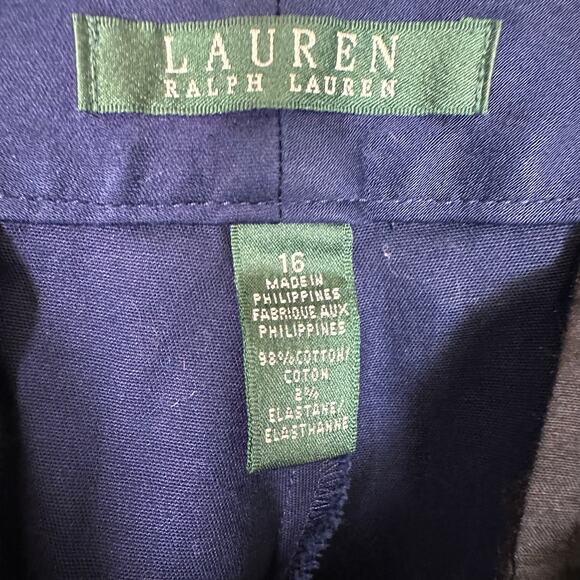 LAUREN
RALPH LAUREN
16
MADE IN
PHILIPPINES
FABRIQUE AUX
PHILIPPINES
98%COTTON/
COTON
2%
ELASTANE/
ELASTHANNE